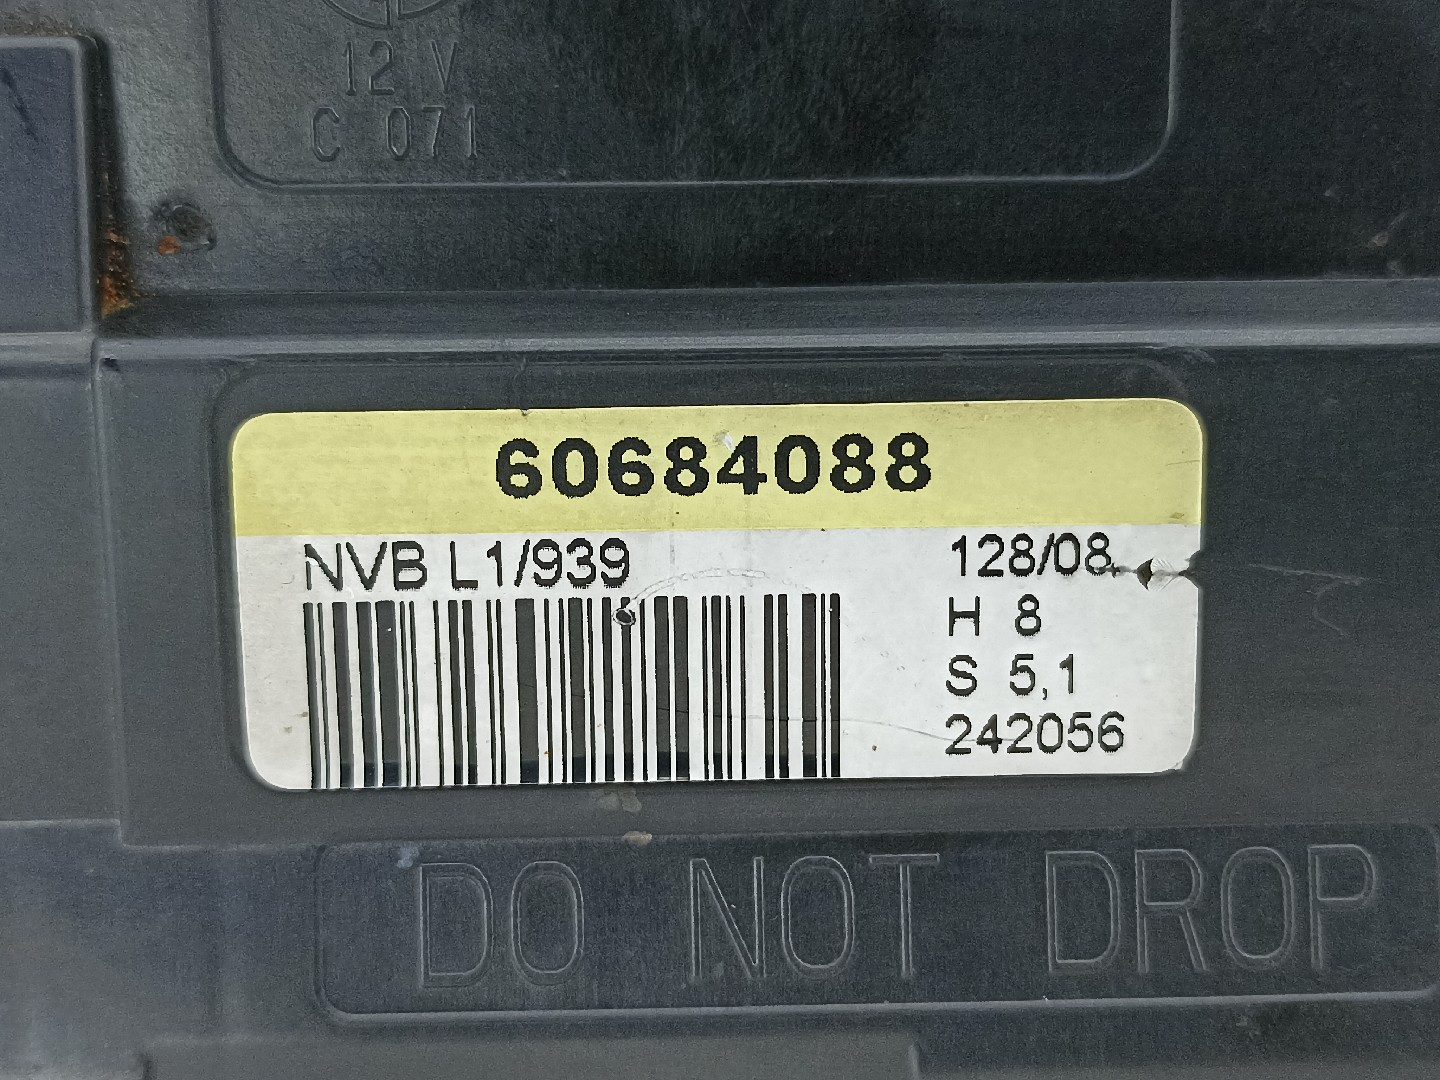 12 V
C 071
60684088
NVB L1/939
128/08
H 8
S 5,1
242056
DO NOT DROP